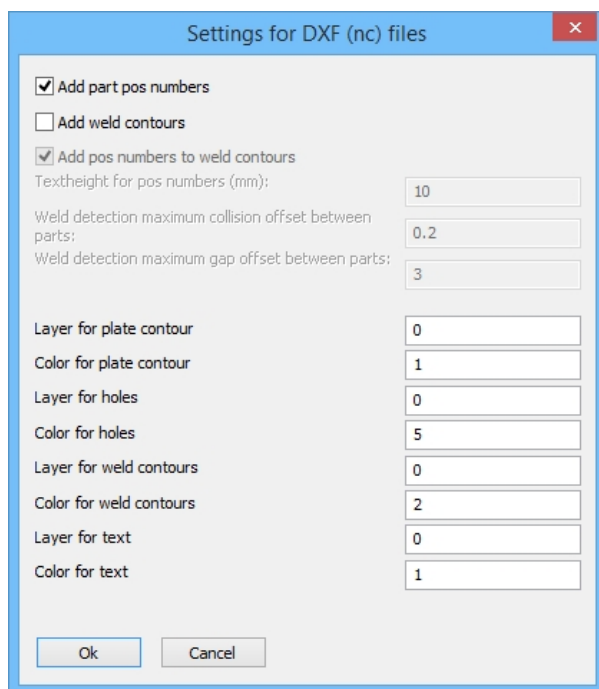 Settings for DXF (nc) files
Add part pos numbers
Add weld contours
Add pos numbers to weld contours
Textheight for pos numbers (mm):
10
Weld detection maximum collision offset between
parts:
0.2
Weld detection maximum gap offset between parts:
3
Layer for plate contour
0
Color for plate contour
1
Layer for holes
0
Color for holes
5
Layer for weld contours
0
Color for weld contours
2
Layer for text
0
Color for text
1
Ok
Cancel